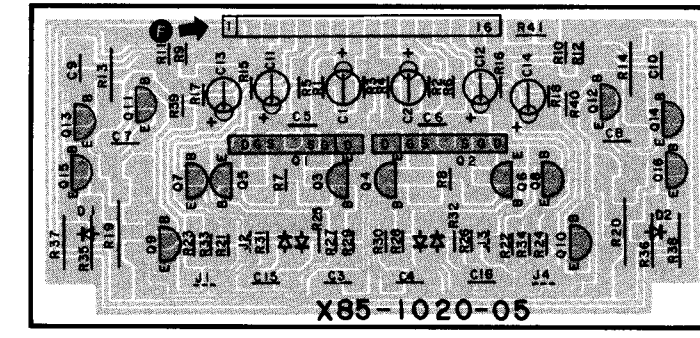 F
1 16 R41
R11 R9 C13 R15 C11 C12 R16 C14 R10 R12
C9 R13 R14 C10
Q11 B E R39 R17 C1 C2 R18 R40 Q12 B E
Q13 B E C7 C5 C6 C8 Q14 B E
D G S S G D D G S S G D
Q1 Q2
Q15 B E Q7 B E Q5 E B R7 Q3 E B Q4 E B R8 Q6 E B Q8 B E Q16 B E
R37 R35 D R19 Q9 B E R23 R33 R21 J2 R31 R25 R27 R29 R30 R28 R32 R26 J3 R22 R34 R24 Q10 B E R20 R36 D2 R38
J1 C15 C3 C4 C16 J4
X85-1020-05